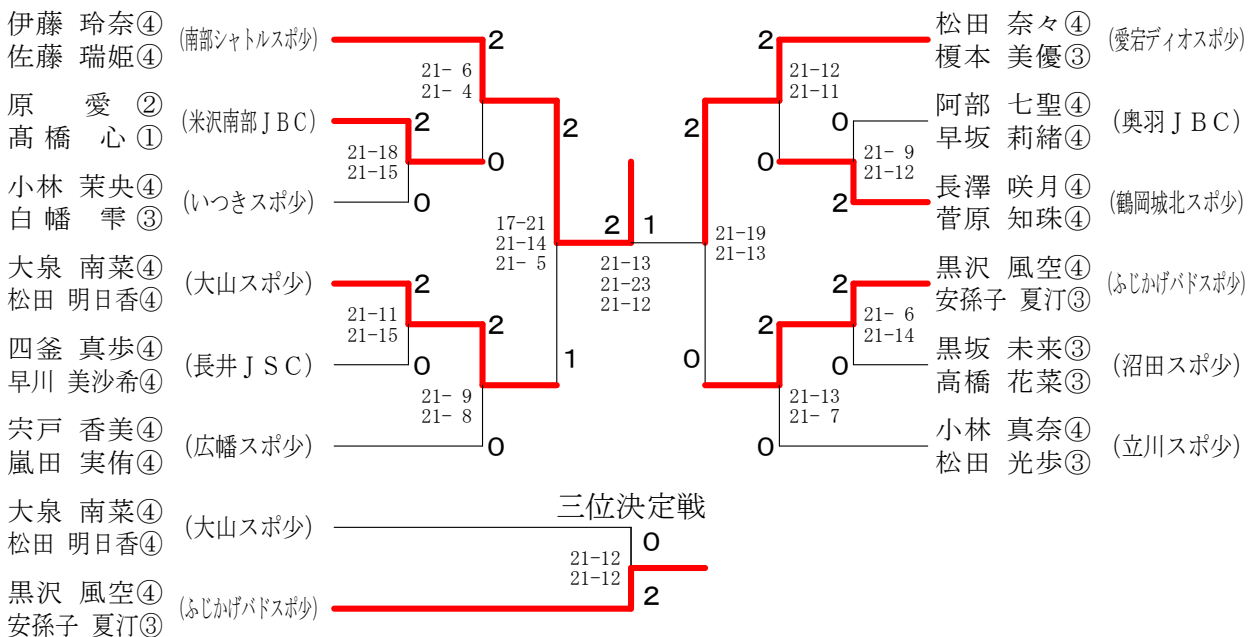 伊藤 玲奈④
佐藤 瑞姫④
(南部シャトルスポ少)
原 愛 ②
髙橋 心①
(米沢南部ＪＢＣ)
小林 茉央④
白幡 雫③
(いつきスポ少)
大泉 南菜④
松田 明日香④
(大山スポ少)
四釜 真歩④
早川 美沙希④
(長井ＪＳＣ)
宍戸 香美④
嵐田 実侑④
(広幡スポ少)
2
21- 6
21- 4
0
2
21-18
21-15
0
2
21-11
21-15
0
2
21- 9
21- 8
0
2
17-21
21-14
21- 5
1
2 1
21-13
21-23
21-12
2
21-19
21-13
0
2
21-12
21-11
0
0
21- 9
21-12
2
2
21- 6
21-14
0
2
21-13
21- 7
0
松田 奈々④
榎本 美優③
(愛宕ディオスポ少)
阿部 七聖④
早坂 莉緒④
(奥羽ＪＢＣ)
長澤 咲月④
菅原 知珠④
(鶴岡城北スポ少)
黒沢 風空④
安孫子 夏汀③
(ふじかげバドスポ少)
黒坂 未来③
高橋 花菜③
(沼田スポ少)
小林 真奈④
松田 光歩③
(立川スポ少)
三位決定戦
大泉 南菜④
松田 明日香④
(大山スポ少)
0
21-12
21-12
2
黒沢 風空④
安孫子 夏汀③
(ふじかげバドスポ少)